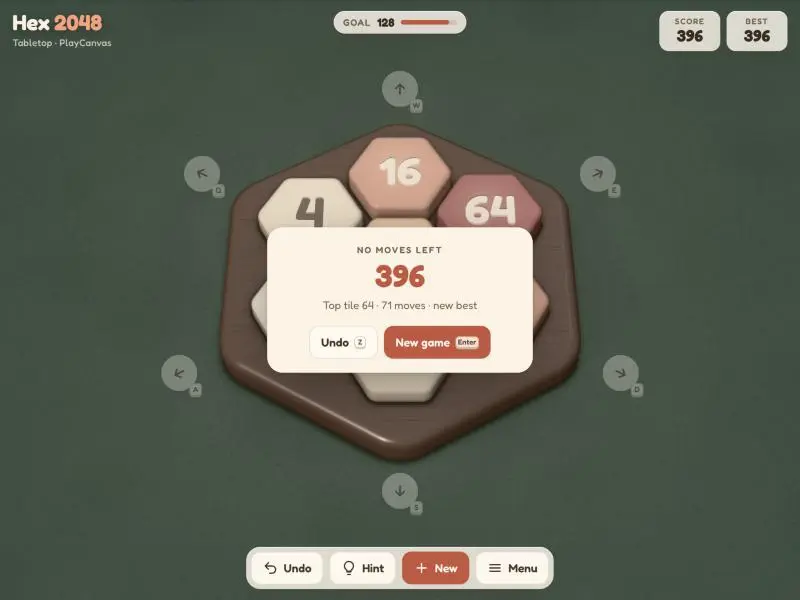 Hex 2048
Tabletop · PlayCanvas
GOAL 128
SCORE
396
BEST
396
W
Q
E
16
4
64
NO MOVES LEFT
396
Top tile 64 · 71 moves · new best
Undo Z
New game Enter
A
D
S
Undo
Hint
New
Menu